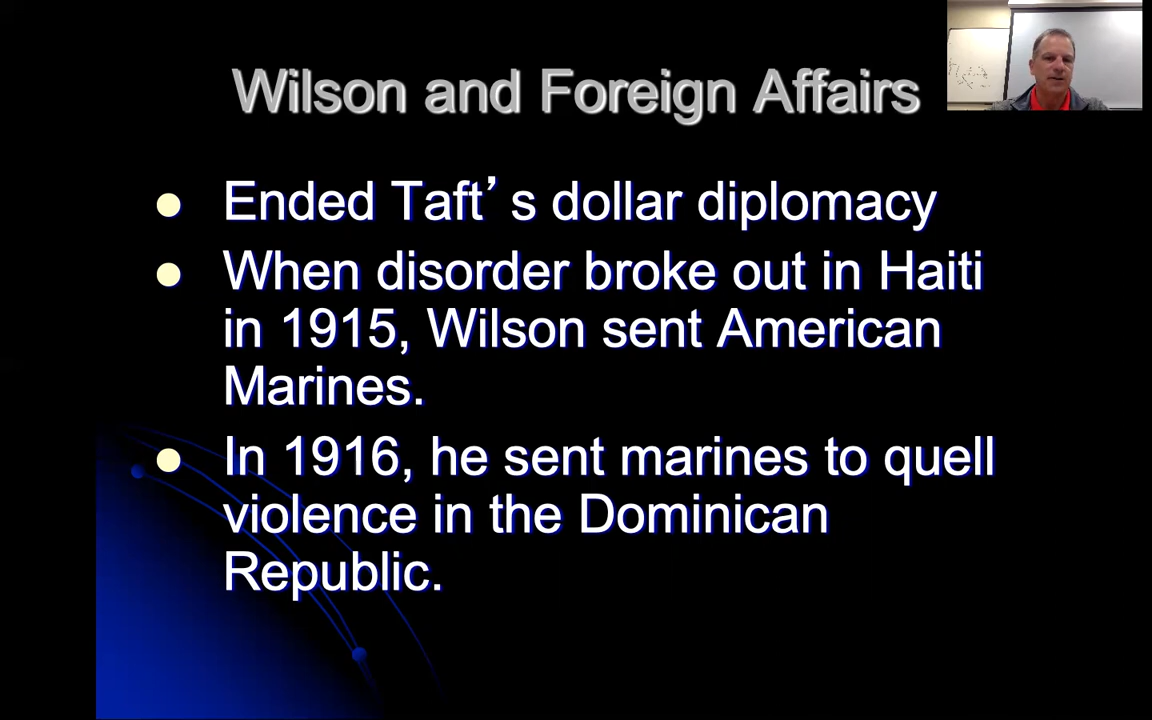 Wilson and Foreign Affairs
Ended Taft’s dollar diplomacy
When disorder broke out in Haiti
in 1915, Wilson sent American
Marines.
In 1916, he sent marines to quell
violence in the Dominican
Republic.